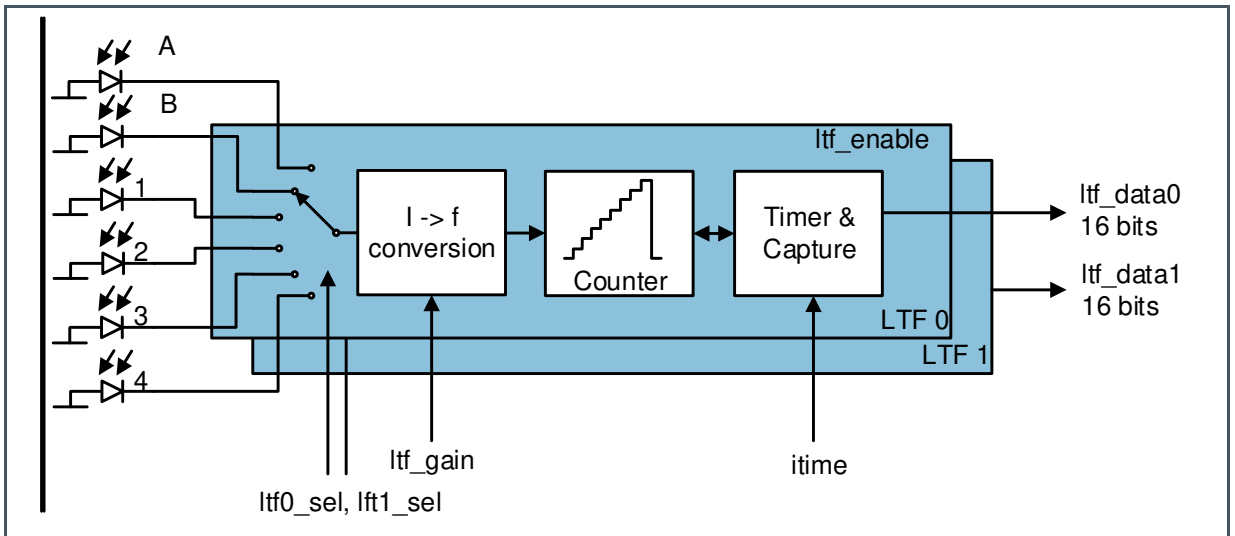 A
B
1
2
3
4
ltf_enable
I -> f
conversion
Counter
Timer &
Capture
LTF 0
LTF 1
ltf_data0
16 bits
ltf_data1
16 bits
ltf_gain
itime
ltf0_sel, lft1_sel